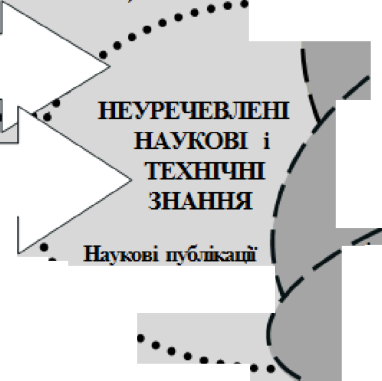 НЕУРЕЧЕВЛЕНІ
НАУКОВІ і
ТЕХНІЧНІ
ЗНАННЯ
Наукові публікації